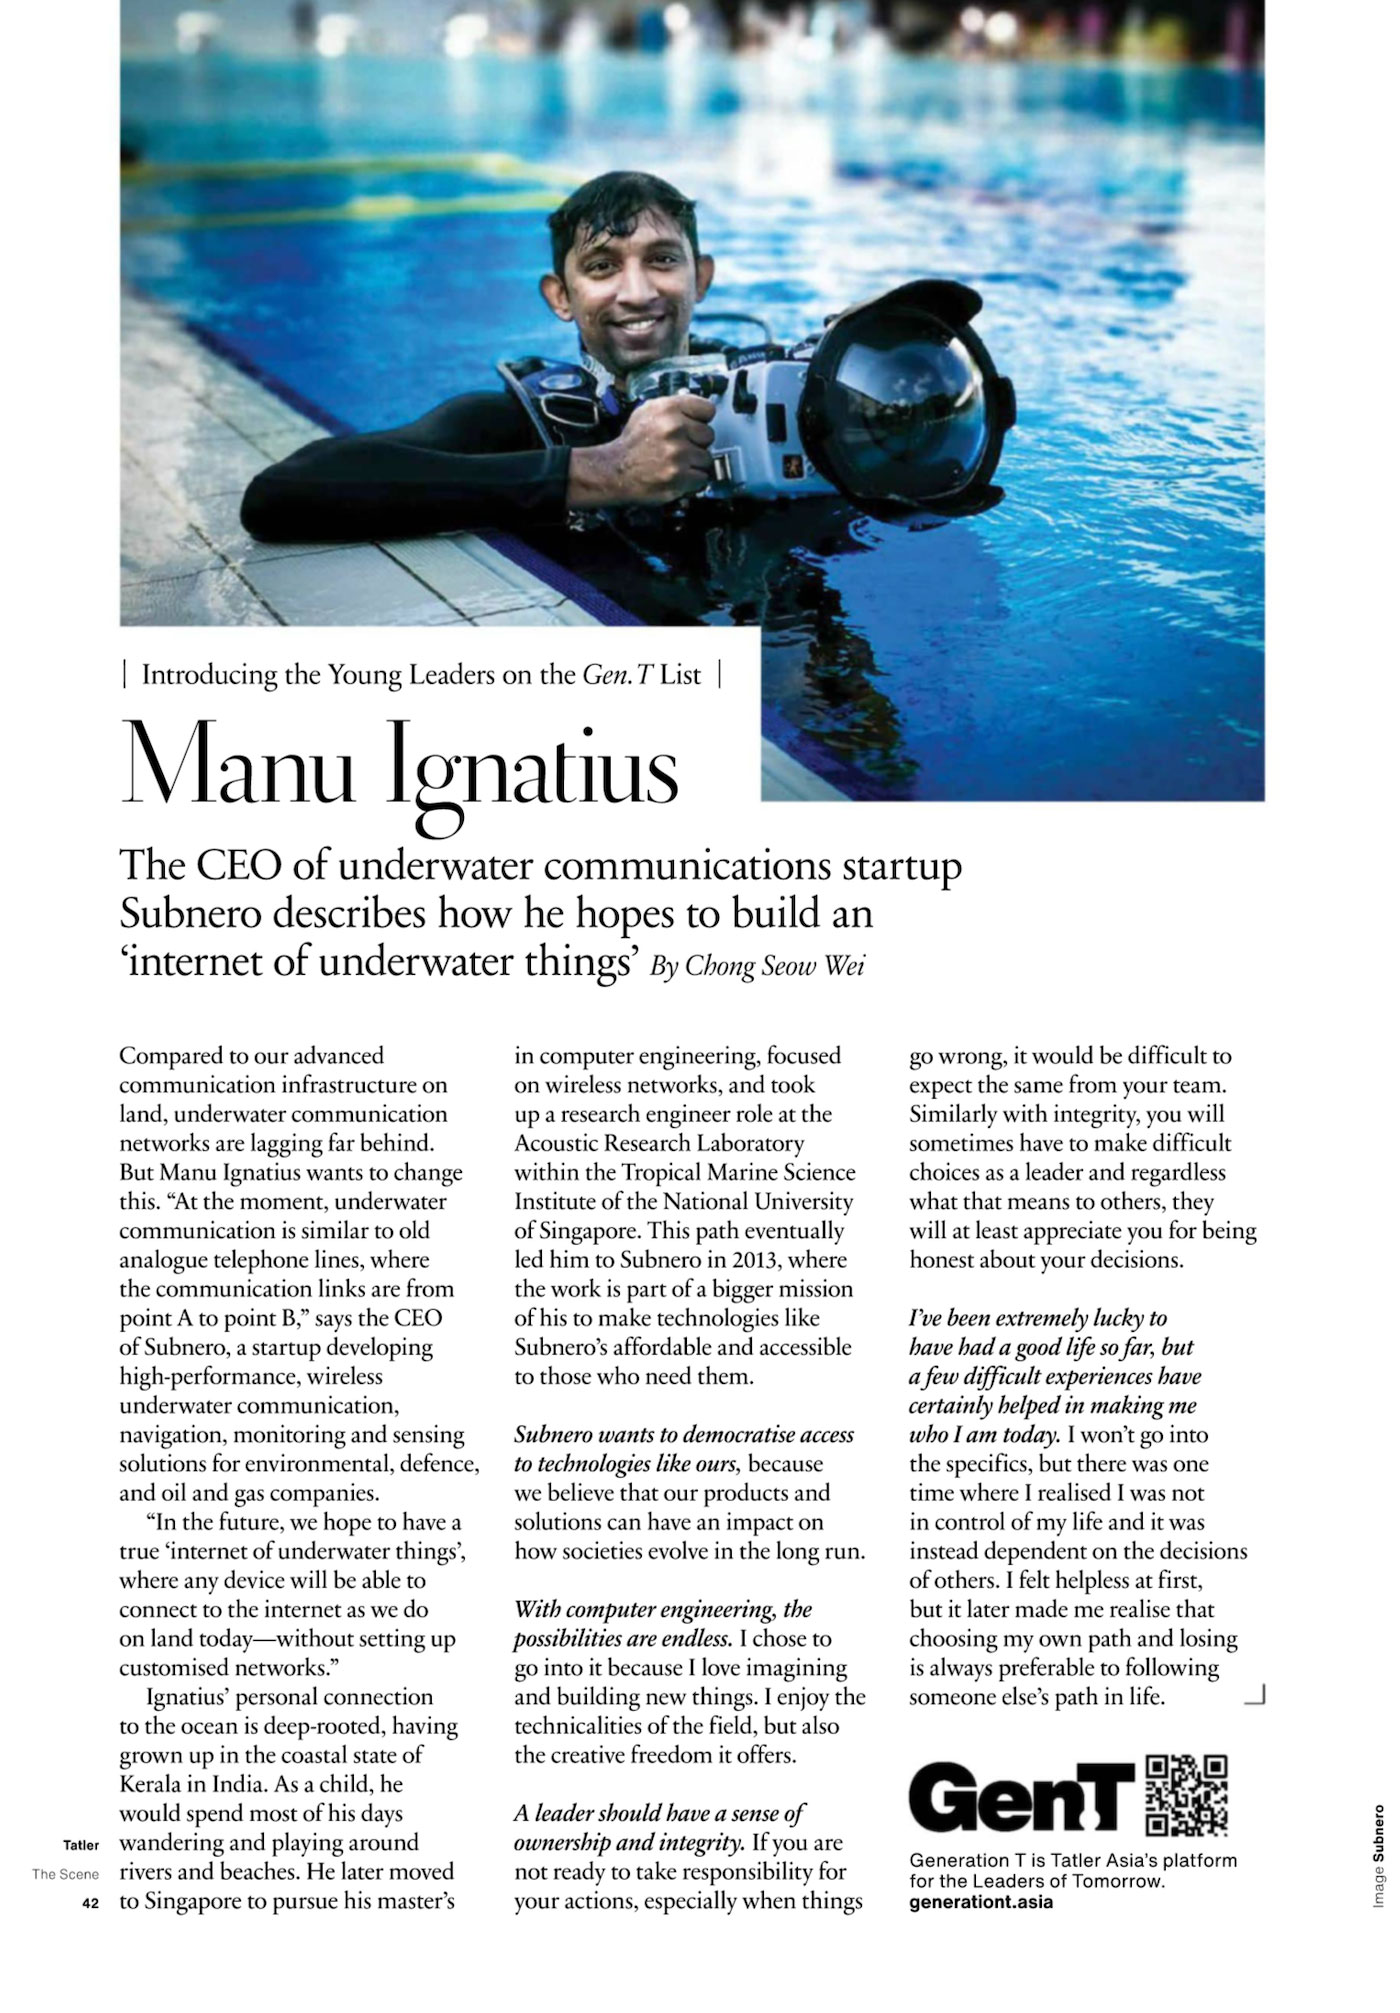 | Introducing the Young Leaders on the Gen.T List |
Manu Ignatius
The CEO of underwater communications startup
Subnero describes how he hopes to build an
‘internet of underwater things’ By Chong Seow Wei
Compared to our advanced
communication infrastructure on
land, underwater communication
networks are lagging far behind.
But Manu Ignatius wants to change
this. “At the moment, underwater
communication is similar to old
analogue telephone lines, where
the communication links are from
point A to point B,” says the CEO
of Subnero, a startup developing
high-performance, wireless
underwater communication,
navigation, monitoring and sensing
solutions for environmental, defence,
and oil and gas companies.
“In the future, we hope to have a
true ‘internet of underwater things’,
where any device will be able to
connect to the internet as we do
on land today—without setting up
customised networks.”
Ignatius’ personal connection
to the ocean is deep-rooted, having
grown up in the coastal state of
Kerala in India. As a child, he
would spend most of his days
wandering and playing around
rivers and beaches. He later moved
to Singapore to pursue his master’s
in computer engineering, focused
on wireless networks, and took
up a research engineer role at the
Acoustic Research Laboratory
within the Tropical Marine Science
Institute of the National University
of Singapore. This path eventually
led him to Subnero in 2013, where
the work is part of a bigger mission
of his to make technologies like
Subnero’s affordable and accessible
to those who need them.
Subnero wants to democratise access
to technologies like ours, because
we believe that our products and
solutions can have an impact on
how societies evolve in the long run.
With computer engineering, the
possibilities are endless. I chose to
go into it because I love imagining
and building new things. I enjoy the
technicalities of the field, but also
the creative freedom it offers.
A leader should have a sense of
ownership and integrity. If you are
not ready to take responsibility for
your actions, especially when things
go wrong, it would be difficult to
expect the same from your team.
Similarly with integrity, you will
sometimes have to make difficult
choices as a leader and regardless
what that means to others, they
will at least appreciate you for being
honest about your decisions.
I’ve been extremely lucky to
have had a good life so far, but
a few difficult experiences have
certainly helped in making me
who I am today. I won’t go into
the specifics, but there was one
time where I realised I was not
in control of my life and it was
instead dependent on the decisions
of others. I felt helpless at first,
but it later made me realise that
choosing my own path and losing
is always preferable to following
someone else’s path in life.
GenT
Generation T is Tatler Asia’s platform
for the Leaders of Tomorrow.
generationt.asia
Tatler
The Scene
42
Image Subnero